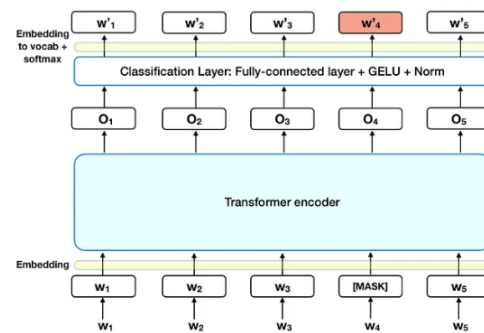 Embedding
to vocab +
softmax
w'₁ w'₂ w'₃ w'₄ w'₅
Classification Layer: Fully-connected layer + GELU + Norm
O₁ O₂ O₃ O₄ O₅
Transformer encoder
Embedding
w₁ w₂ w₃ [MASK] w₅
w₁ w₂ w₃ w₄ w₅